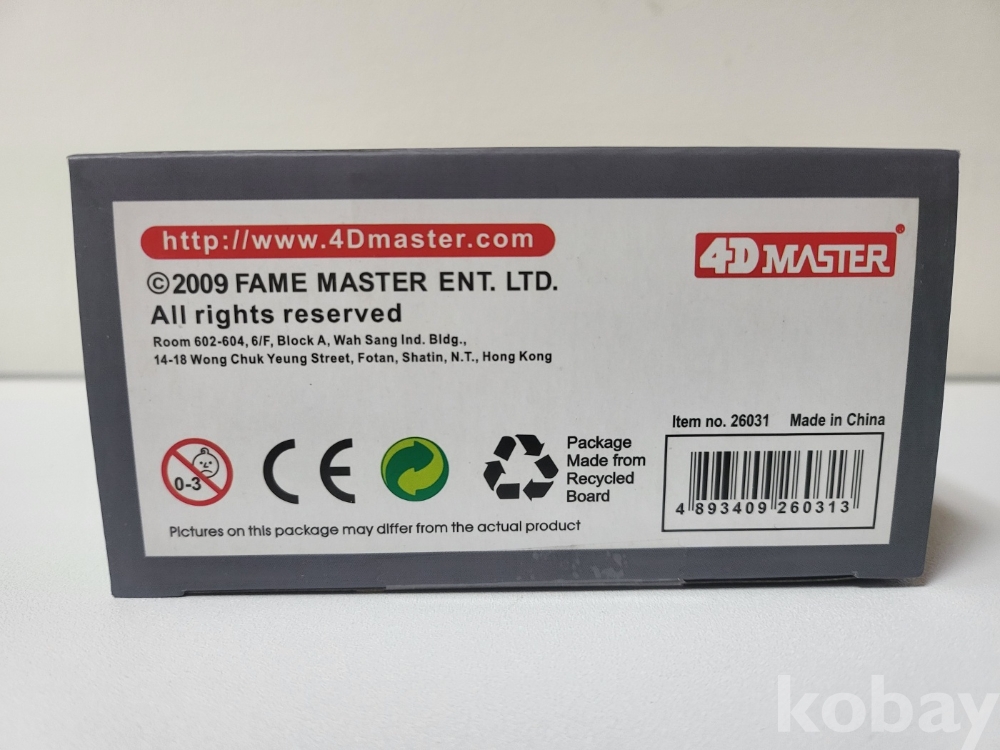 http://www.4Dmaster.com
4D MASTER®
©2009 FAME MASTER ENT. LTD.
All rights reserved
Room 602-604, 6/F, Block A, Wah Sang Ind. Bldg.,
14-18 Wong Chuk Yeung Street, Fotan, Shatin, N.T., Hong Kong
Item no. 26031 Made in China
0-3
CE
Package
Made from
Recycled
Board
4 893409 260313
Pictures on this package may differ from the actual product
kobay